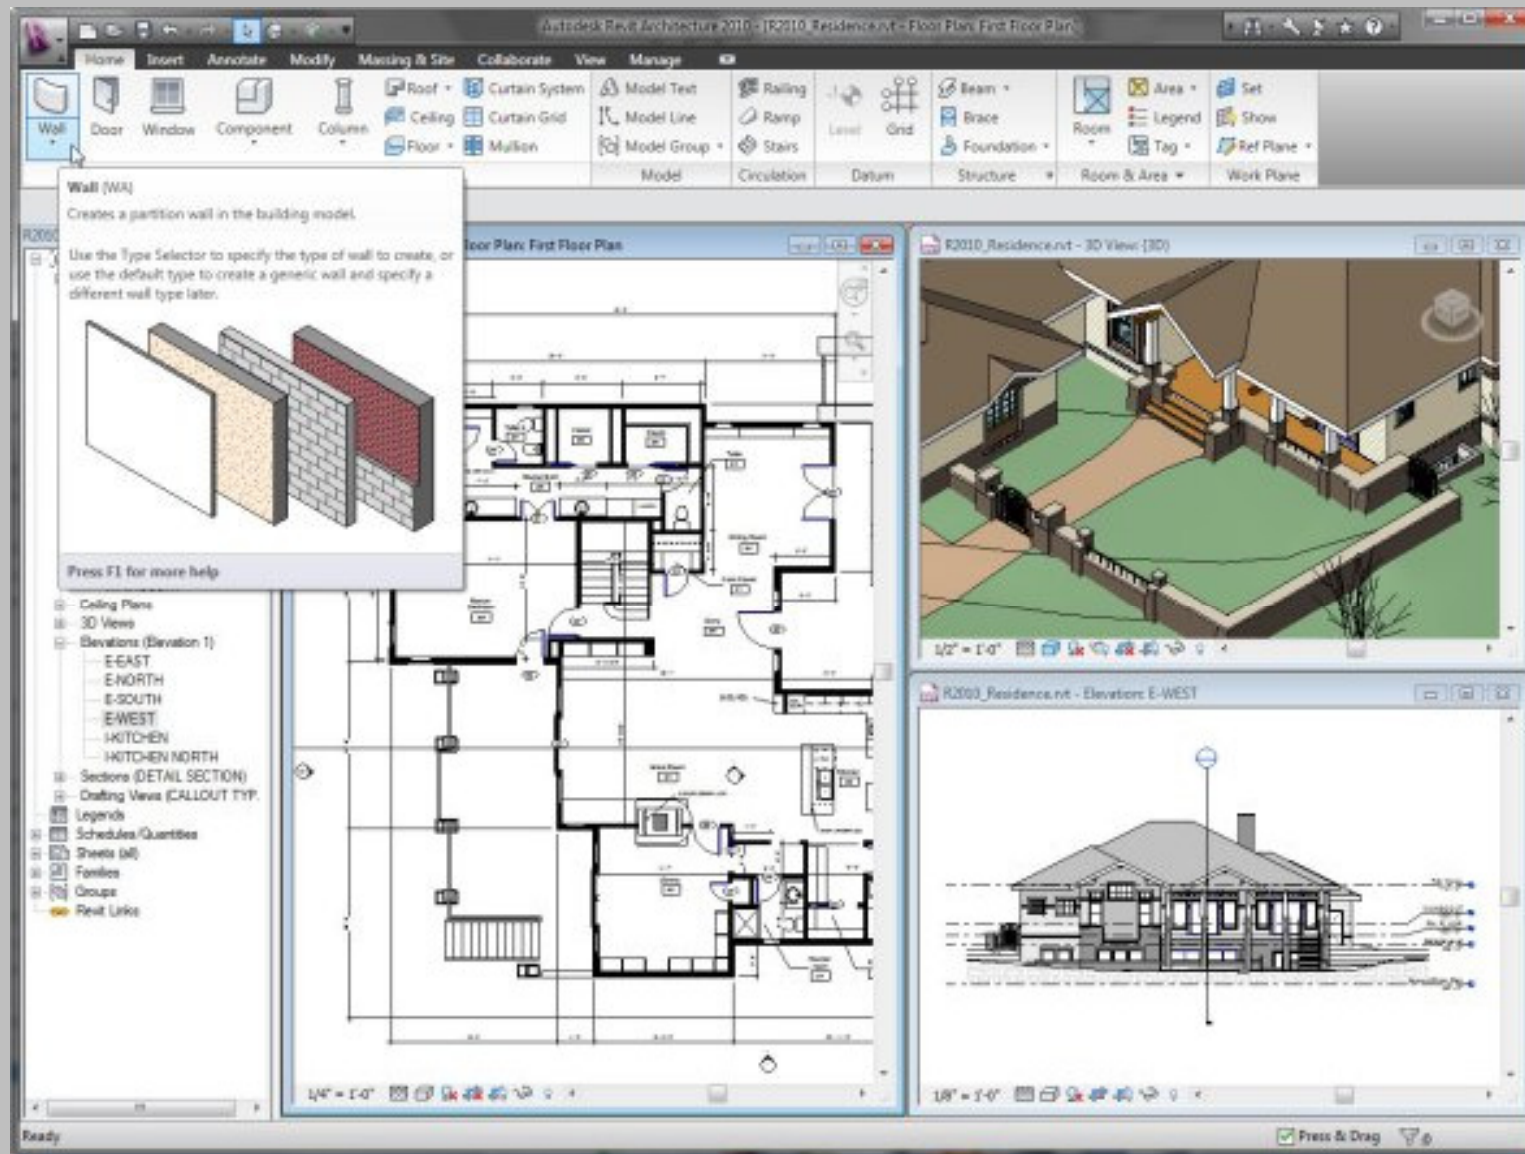 Autodesk Revit Architecture 2010 - [R2010_Residence.rvt - Floor Plan: First Floor Plan]
Home Insert Annotate Modify Massing & Site Collaborate View Manage
Roof Curtain System Model Text Railing Beam Area Set
Wall Door Window Component Column Ceiling Curtain Grid Model Line Ramp Level Grid Brace Room Legend Show
Floor Mullion Model Group Stairs Foundation Tag Ref Plane
Model Circulation Datum Structure Room & Area Work Plane
Wall (WA)
Creates a partition wall in the building model.
Use the Type Selector to specify the type of wall to create, or
use the default type to create a generic wall and specify a
different wall type later.
Press F1 for more help
Ceiling Plans
3D Views
Elevations (Elevation 1)
E-EAST
E-NORTH
E-SOUTH
E-WEST
I-KITCHEN
I-KITCHEN NORTH
Sections (DETAIL SECTION)
Drafting Views (CALLOUT TYP.
Legends
Schedules/Quantities
Sheets (all)
Families
Groups
Revit Links
loor Plan: First Floor Plan
1/4" = 1'-0"
R2010_Residence.rvt - 3D View: {3D}
1/2" = 1'-0"
R2010_Residence.rvt - Elevation: E-WEST
1/8" = 1'-0"
Ready
Press & Drag :0